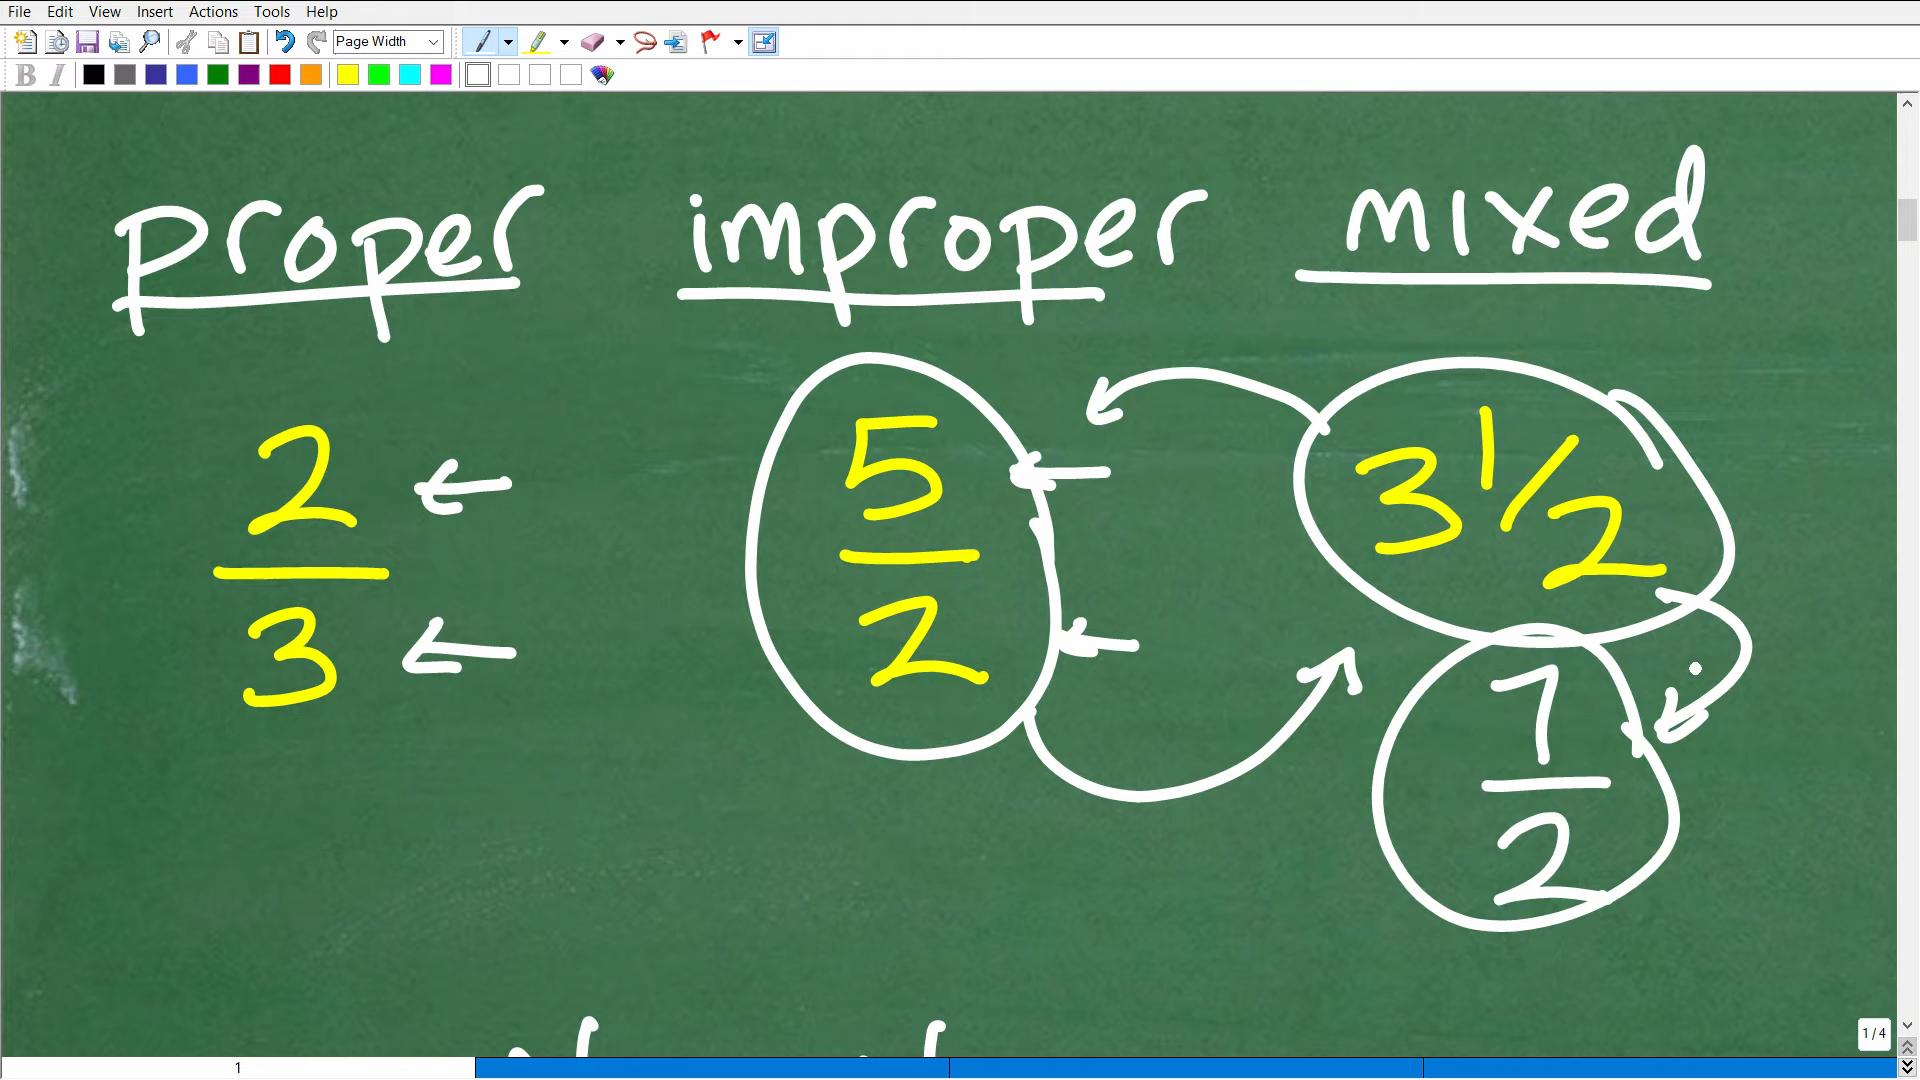 File Edit View Insert Actions Tools Help
Page Width
B I
proper improper mixed
2/3 5/2 3 1/2
7/2
1/4
1